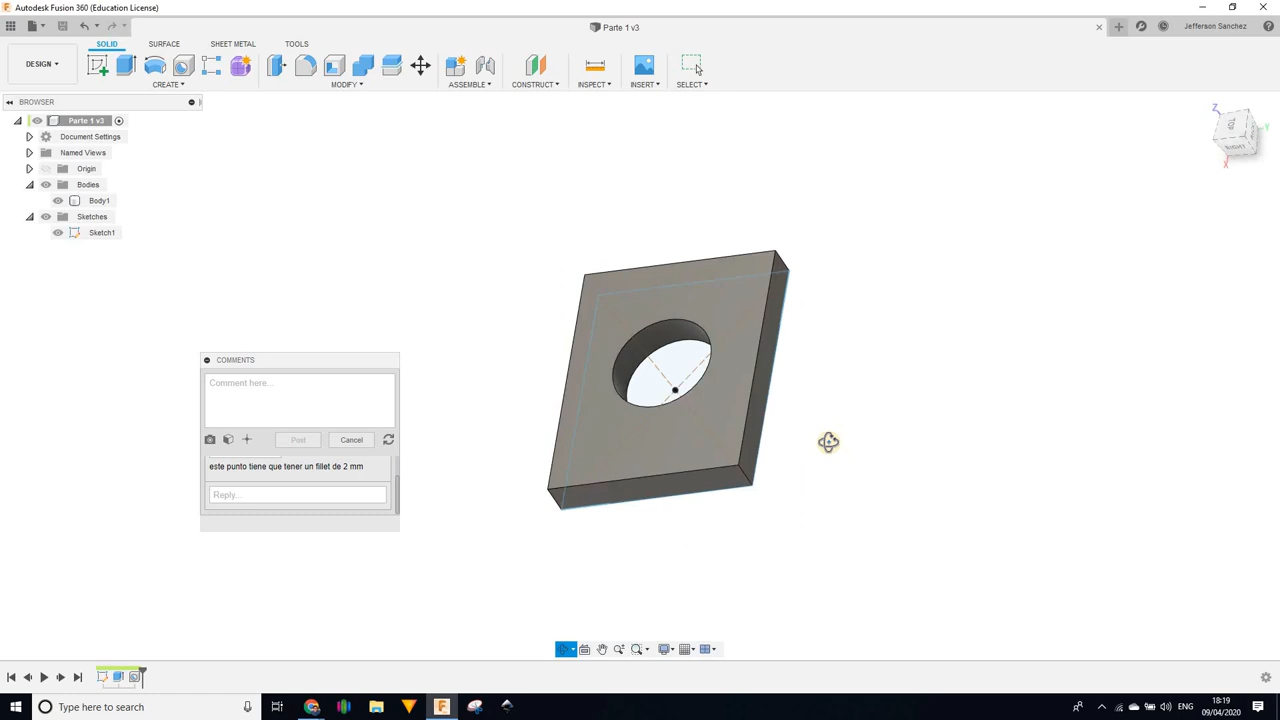 Autodesk Fusion 360 (Education License)
Parte 1 v3
Jefferson Sanchez
SOLID SURFACE SHEET METAL TOOLS
DESIGN
CREATE MODIFY ASSEMBLE CONSTRUCT INSPECT INSERT SELECT
BROWSER
Parte 1 v3
Document Settings
Named Views
Origin
Bodies
Body1
Sketches
Sketch1
Z
Y
X
TOP
RIGHT
COMMENTS
Comment here...
Post Cancel
este punto tiene que tener un fillet de 2 mm
Reply...
Type here to search
ENG
18:19
09/04/2020